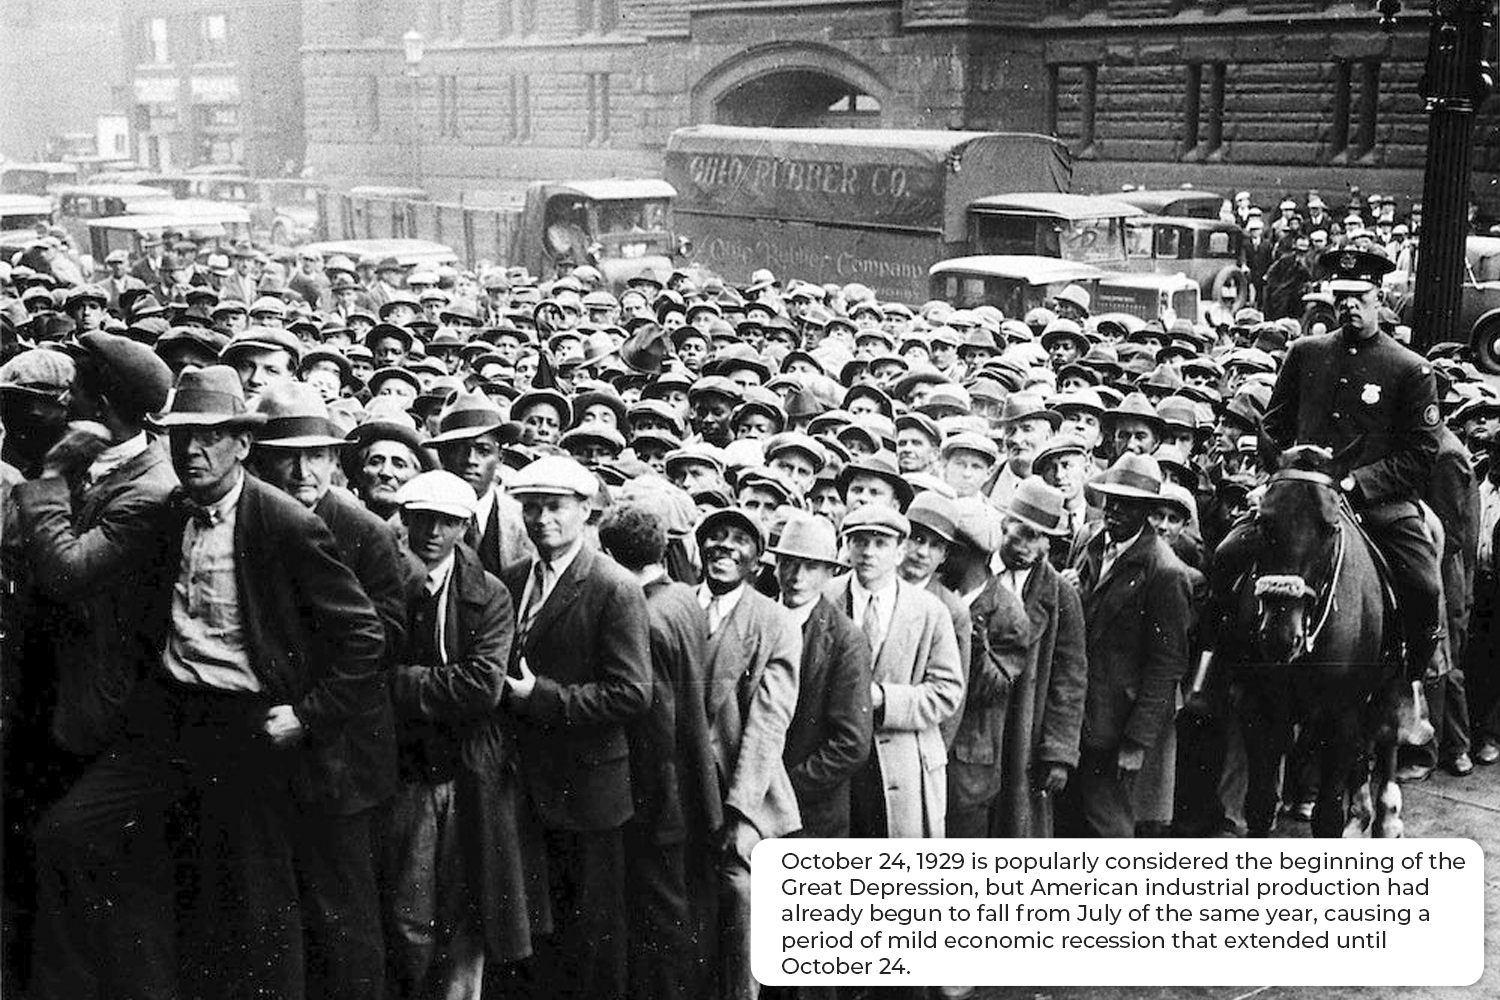 OHIO RUBBER CO.
Ohio Rubber Company
October 24, 1929 is popularly considered the beginning of the
Great Depression, but American industrial production had
already begun to fall from July of the same year, causing a
period of mild economic recession that extended until
October 24.